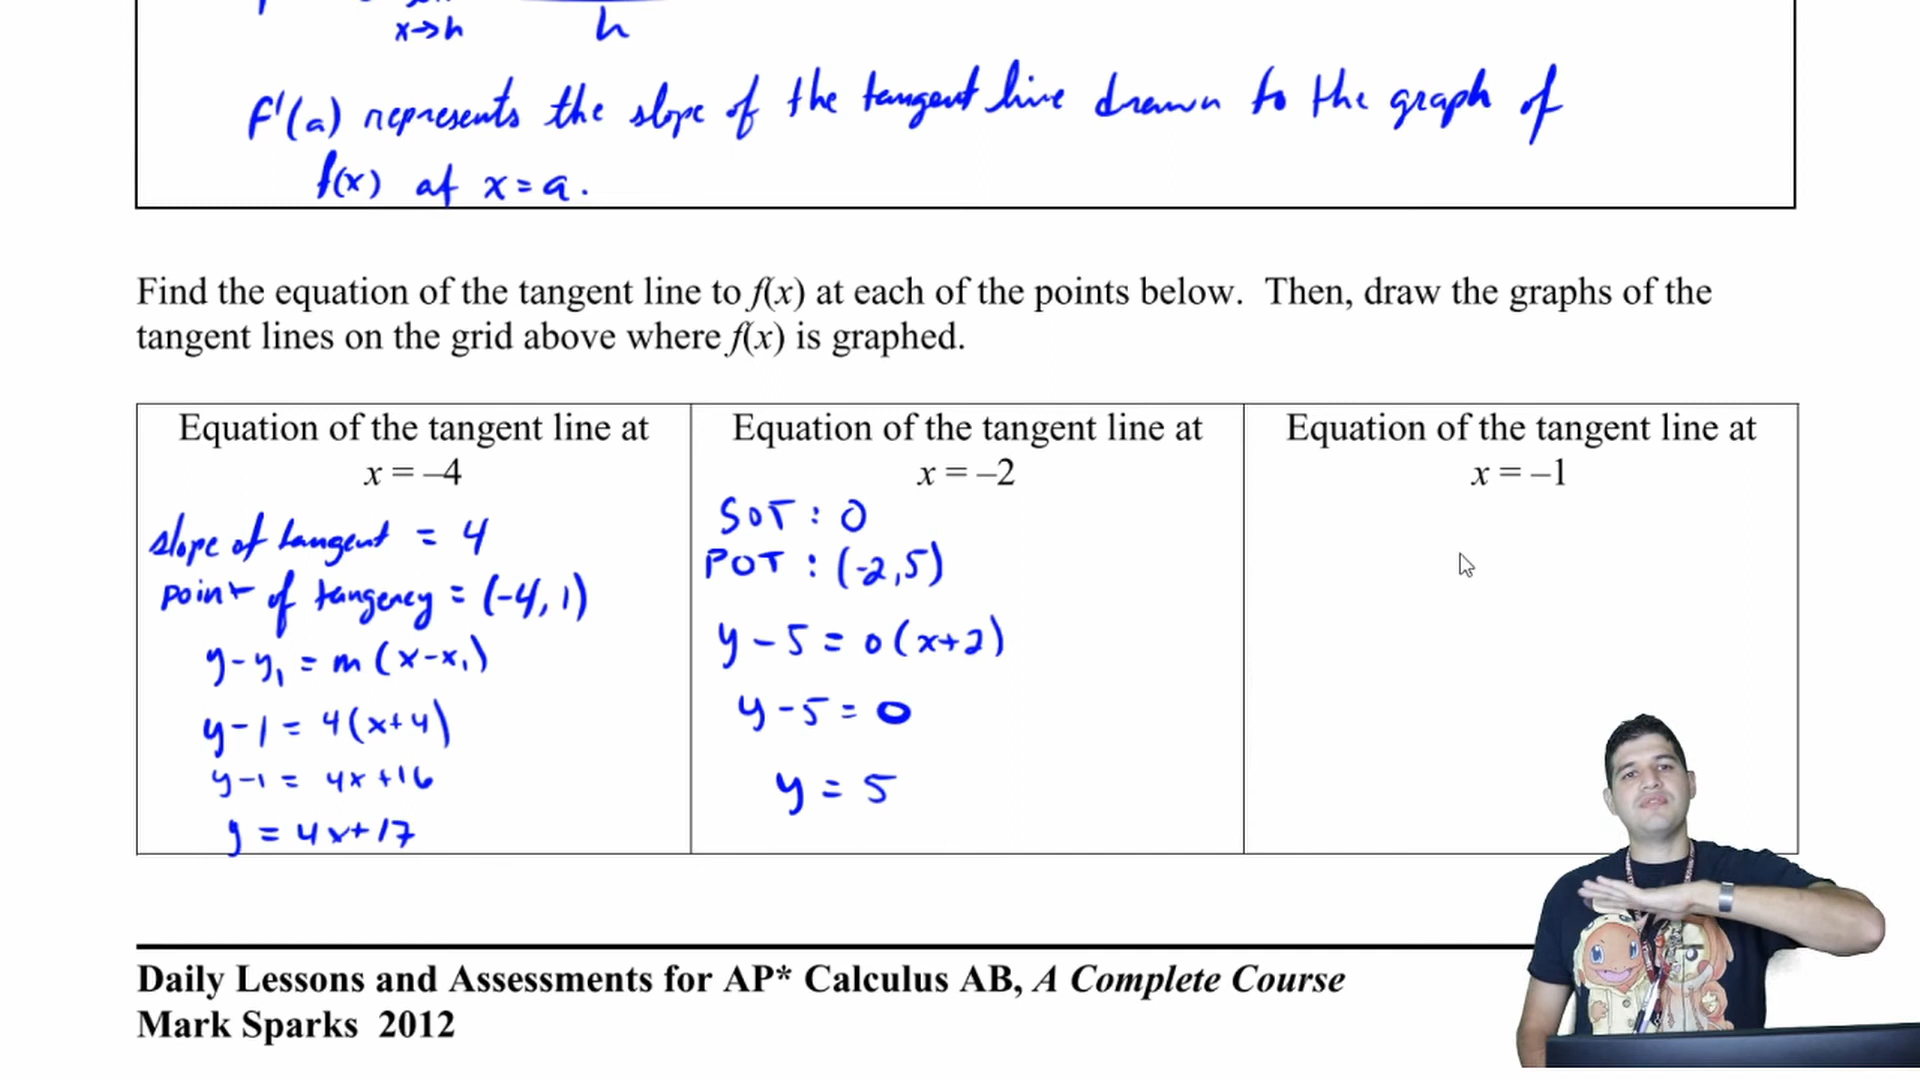 x→h h
f'(a) represents the slope of the tangent line drawn to the graph of
f(x) at x = a.
Find the equation of the tangent line to f(x) at each of the points below. Then, draw the graphs of the
tangent lines on the grid above where f(x) is graphed.
Equation of the tangent line at
x = –4
slope of tangent = 4
point of tangency = (-4, 1)
y - y₁ = m(x - x₁)
y - 1 = 4(x + 4)
y - 1 = 4x + 16
y = 4x + 17
Equation of the tangent line at
x = –2
SOT : 0
POT : (-2, 5)
y - 5 = 0(x + 2)
y - 5 = 0
y = 5
Equation of the tangent line at
x = –1
Daily Lessons and Assessments for AP* Calculus AB, A Complete Course
Mark Sparks 2012